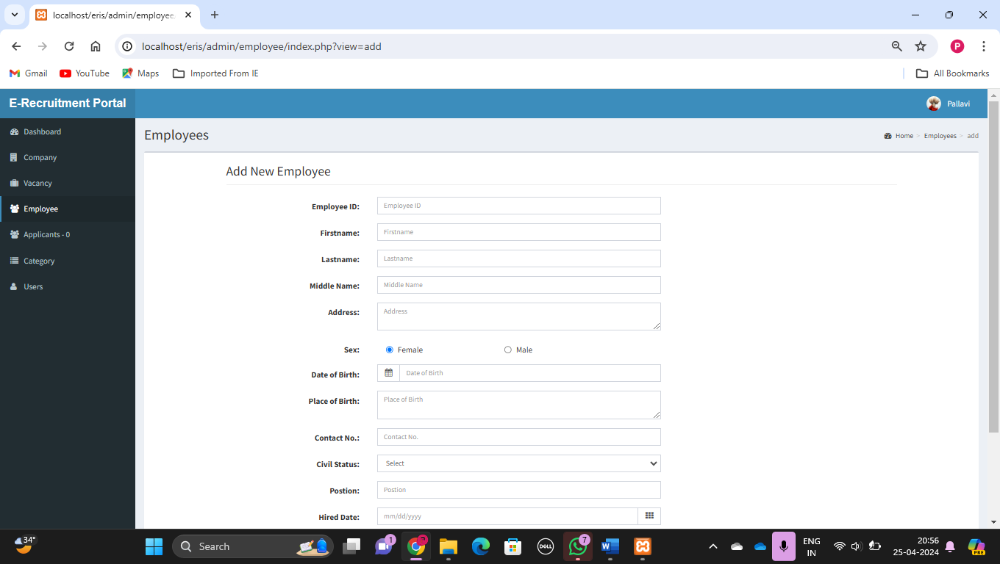 localhost/eris/admin/employee
localhost/eris/admin/employee/index.php?view=add
P
Gmail YouTube Maps Imported From IE All Bookmarks
E-Recruitment Portal Pallavi
Dashboard
Company
Vacancy
Employee
Applicants - 0
Category
Users
Employees Home > Employees > add
Add New Employee
Employee ID: Employee ID
Firstname: Firstname
Lastname: Lastname
Middle Name: Middle Name
Address: Address
Sex: Female Male
Date of Birth: Date of Birth
Place of Birth: Place of Birth
Contact No.: Contact No.
Civil Status: Select
Postion: Postion
Hired Date: mm/dd/yyyy
34°
Search
1
DELL
7
W
ENG
IN
20:56
25-04-2024
PRE